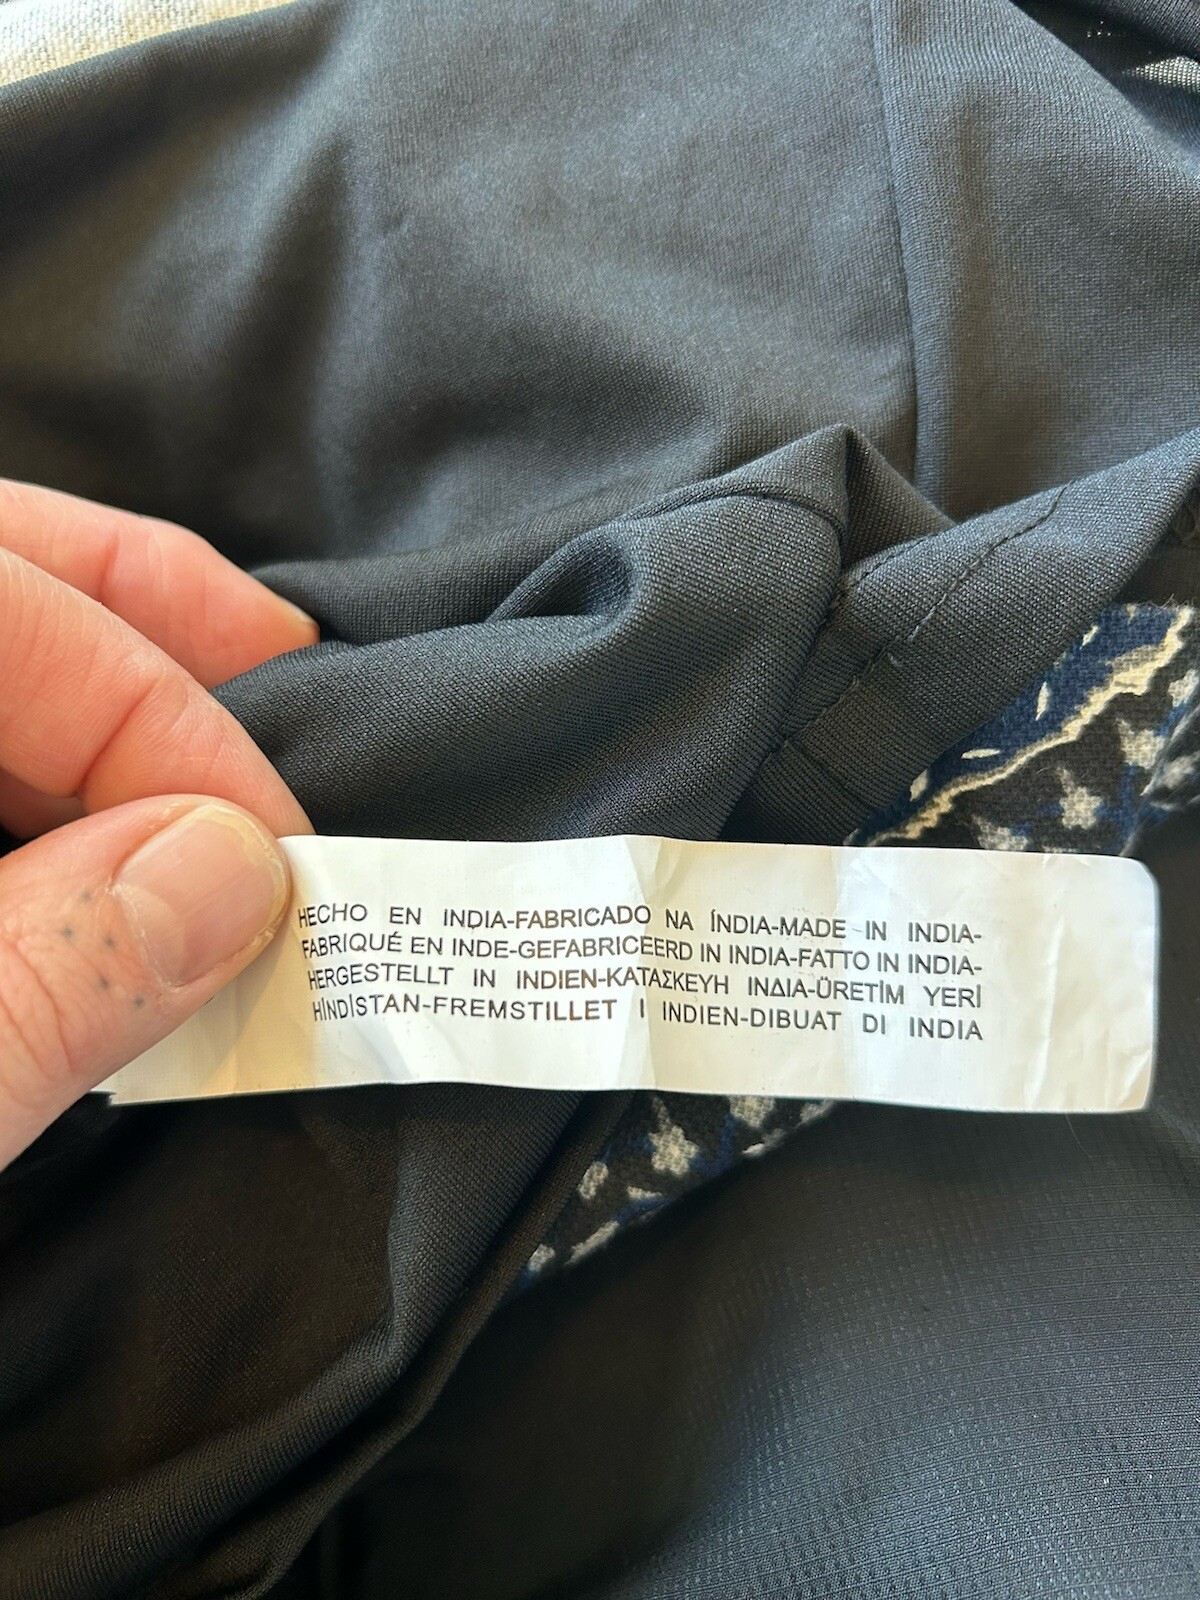 HECHO EN INDIA-FABRICADO NA ÍNDIA-MADE IN INDIA-
FABRIQUÉ EN INDE-GEFABRICEERD IN INDIA-FATTO IN INDIA-
HERGESTELLT IN INDIEN-ΚΑΤΑΣΚΕΥΗ ΙΝΔΙΑ-ÜRETİM YERİ
HİNDİSTAN-FREMSTILLET I INDIEN-DIBUAT DI INDIA